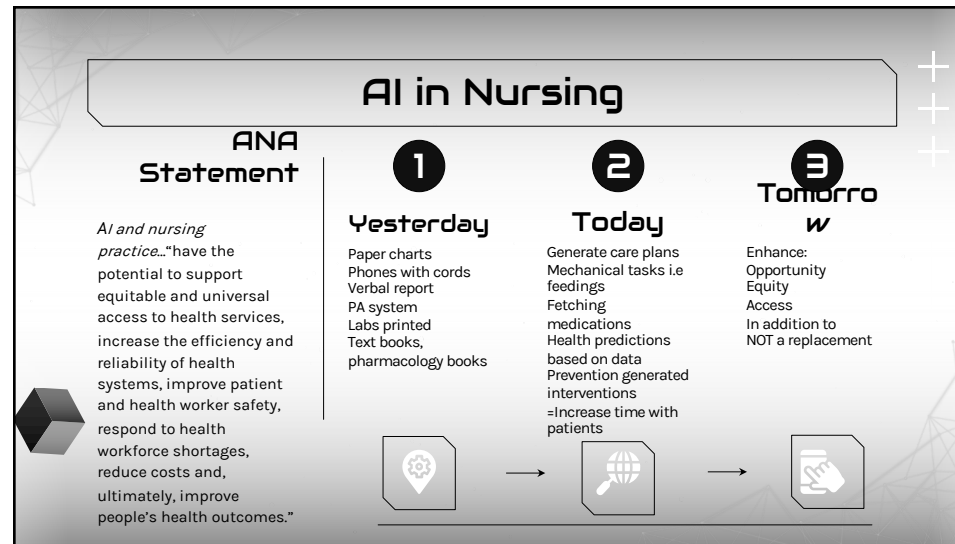 AI in Nursing
ANA
Statement
AI and nursing
practice…“have the
potential to support
equitable and universal
access to health services,
increase the efficiency and
reliability of health
systems, improve patient
and health worker safety,
respond to health
workforce shortages,
reduce costs and,
ultimately, improve
people’s health outcomes.”
1
Yesterday
Paper charts
Phones with cords
Verbal report
PA system
Labs printed
Text books,
pharmacology books
2
Today
Generate care plans
Mechanical tasks i.e
feedings
Fetching
medications
Health predictions
based on data
Prevention generated
interventions
=Increase time with
patients
3
Tomorro
w
Enhance:
Opportunity
Equity
Access
In addition to
NOT a replacement